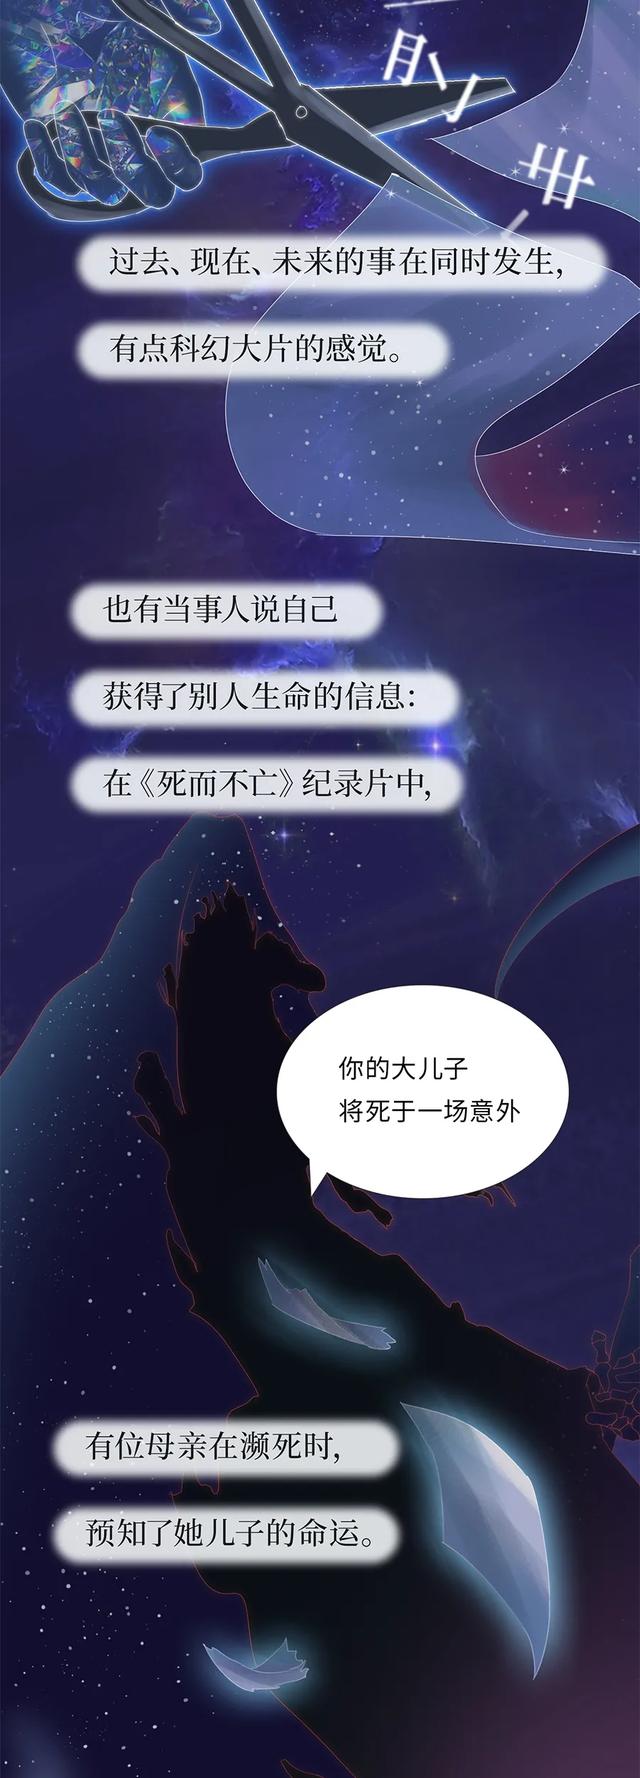 过去、现在、未来的事在同时发生,
有点科幻大片的感觉。
也有当事人说自己
获得了别人生命的信息:
在《死而不亡》纪录片中,
你的大儿子
将死于一场意外
有位母亲在濒死时,
预知了她儿子的命运。